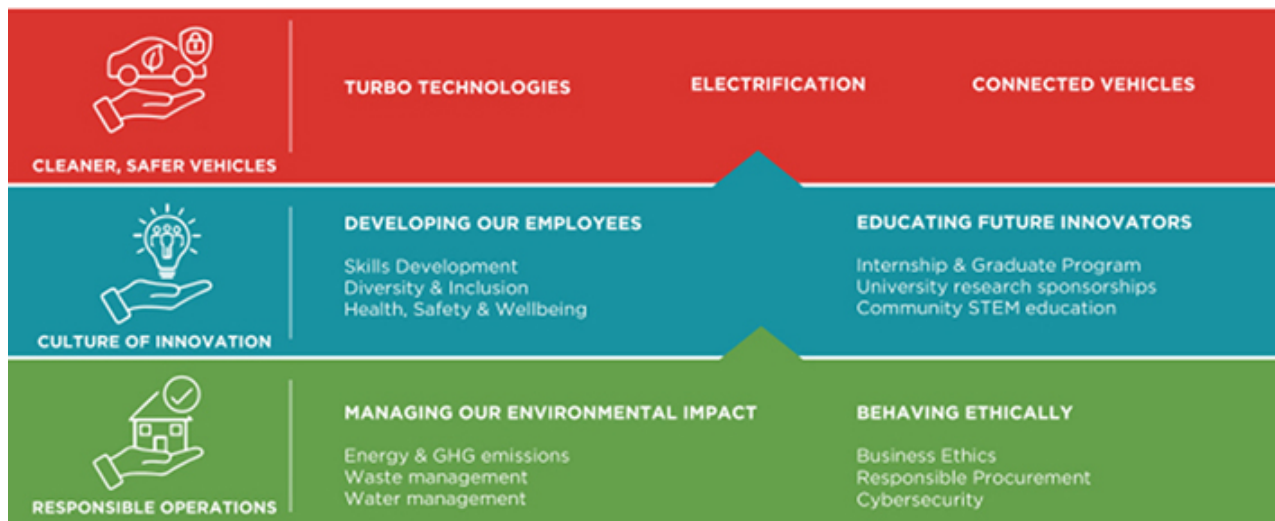 CLEANER, SAFER VEHICLES
TURBO TECHNOLOGIES
ELECTRIFICATION
CONNECTED VEHICLES
CULTURE OF INNOVATION
DEVELOPING OUR EMPLOYEES
Skills Development
Diversity & Inclusion
Health, Safety & Wellbeing
EDUCATING FUTURE INNOVATORS
Internship & Graduate Program
University research sponsorships
Community STEM education
RESPONSIBLE OPERATIONS
MANAGING OUR ENVIRONMENTAL IMPACT
Energy & GHG emissions
Waste management
Water management
BEHAVING ETHICALLY
Business Ethics
Responsible Procurement
Cybersecurity